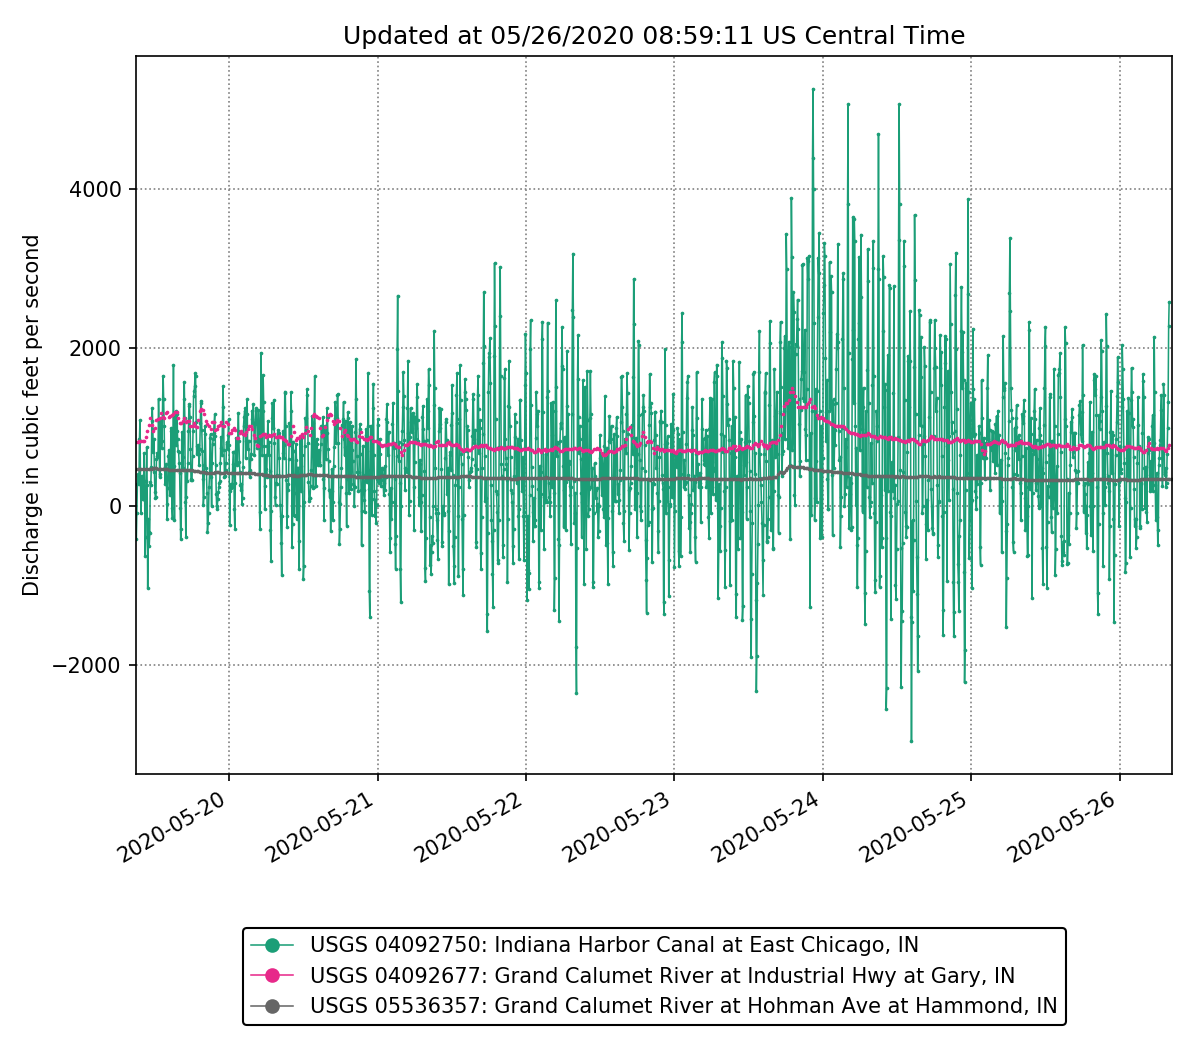 Updated at 05/26/2020 08:59:11 US Central Time
Discharge in cubic feet per second
4000
2000
0
−2000
2020-05-20
2020-05-21
2020-05-22
2020-05-23
2020-05-24
2020-05-25
2020-05-26
USGS 04092750: Indiana Harbor Canal at East Chicago, IN
USGS 04092677: Grand Calumet River at Industrial Hwy at Gary, IN
USGS 05536357: Grand Calumet River at Hohman Ave at Hammond, IN